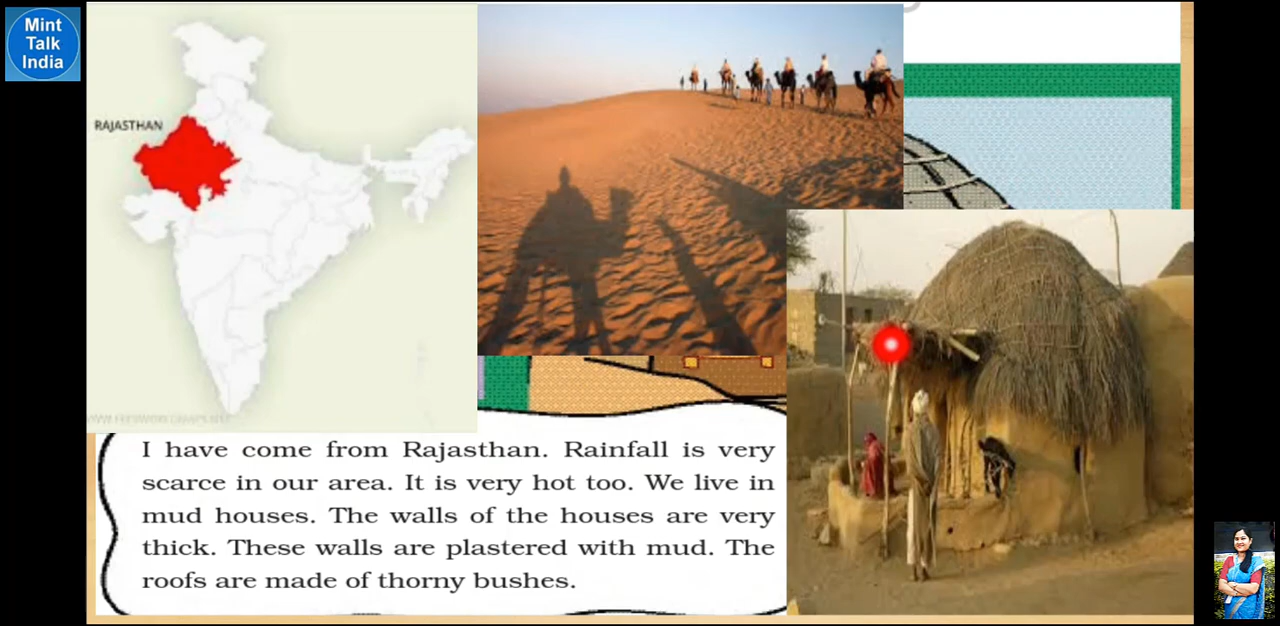 Mint
Talk
India
RAJASTHAN
I have come from Rajasthan. Rainfall is very
scarce in our area. It is very hot too. We live in
mud houses. The walls of the houses are very
thick. These walls are plastered with mud. The
roofs are made of thorny bushes.